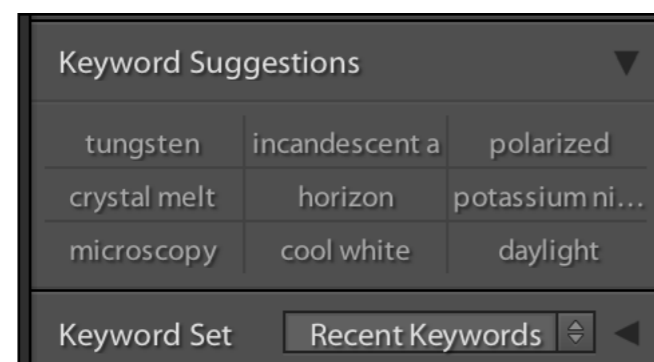 Keyword Suggestions
tungsten incandescent a polarized
crystal melt horizon potassium ni...
microscopy cool white daylight
Keyword Set Recent Keywords